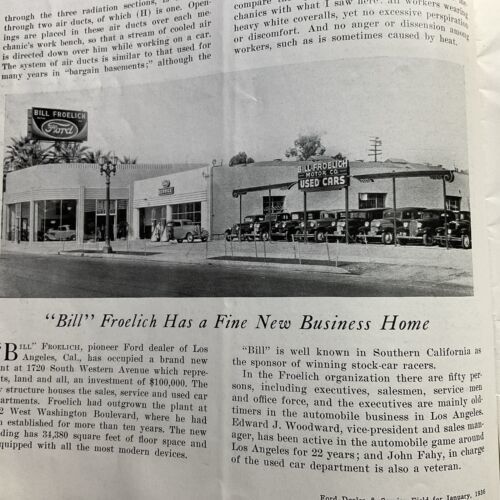 through the three radiation sections,
through two air ducts, of which (H) is one. Open-
ings are placed in these air ducts over each me-
chanic's work bench, so that a stream of cooled air
is directed down over him while working on a car.
The system of air ducts is similar to that used for
many years in "bargain basements;" although the
compare
chanics with what I saw here: all workers wearing
heavy white coveralls, yet no excessive perspiration
or discomfort. And no anger or dissension among
workers, such as is sometimes caused by heat.
BILL FROELICH
Ford
BILL FROELICH
MOTOR CO.
USED CARS
"Bill" Froelich Has a Fine New Business Home
"BILL" FROELICH, pioneer Ford dealer of Los
Angeles, Cal., has occupied a brand new
nt at 1720 South Western Avenue which repre-
ts, land and all, an investment of $100,000. The
structure houses the sales, service and used car
artments. Froelich had outgrown the plant at
2 West Washington Boulevard, where he had
established for more than ten years. The new
ding has 34,380 square feet of floor space and
quipped with all the most modern devices.
"Bill" is well known in Southern California as
the sponsor of winning stock-car racers.
In the Froelich organization there are fifty per-
sons, including executives, salesmen, service men
and office force, and the executives are mainly old-
timers in the automobile business in Los Angeles.
Edward J. Woodward, vice-president and sales man-
ager, has been active in the automobile game around
Los Angeles for 22 years; and John Fahy, in charge
of the used car department is also a veteran.
Ford Dealer & Service Field for January, 1936